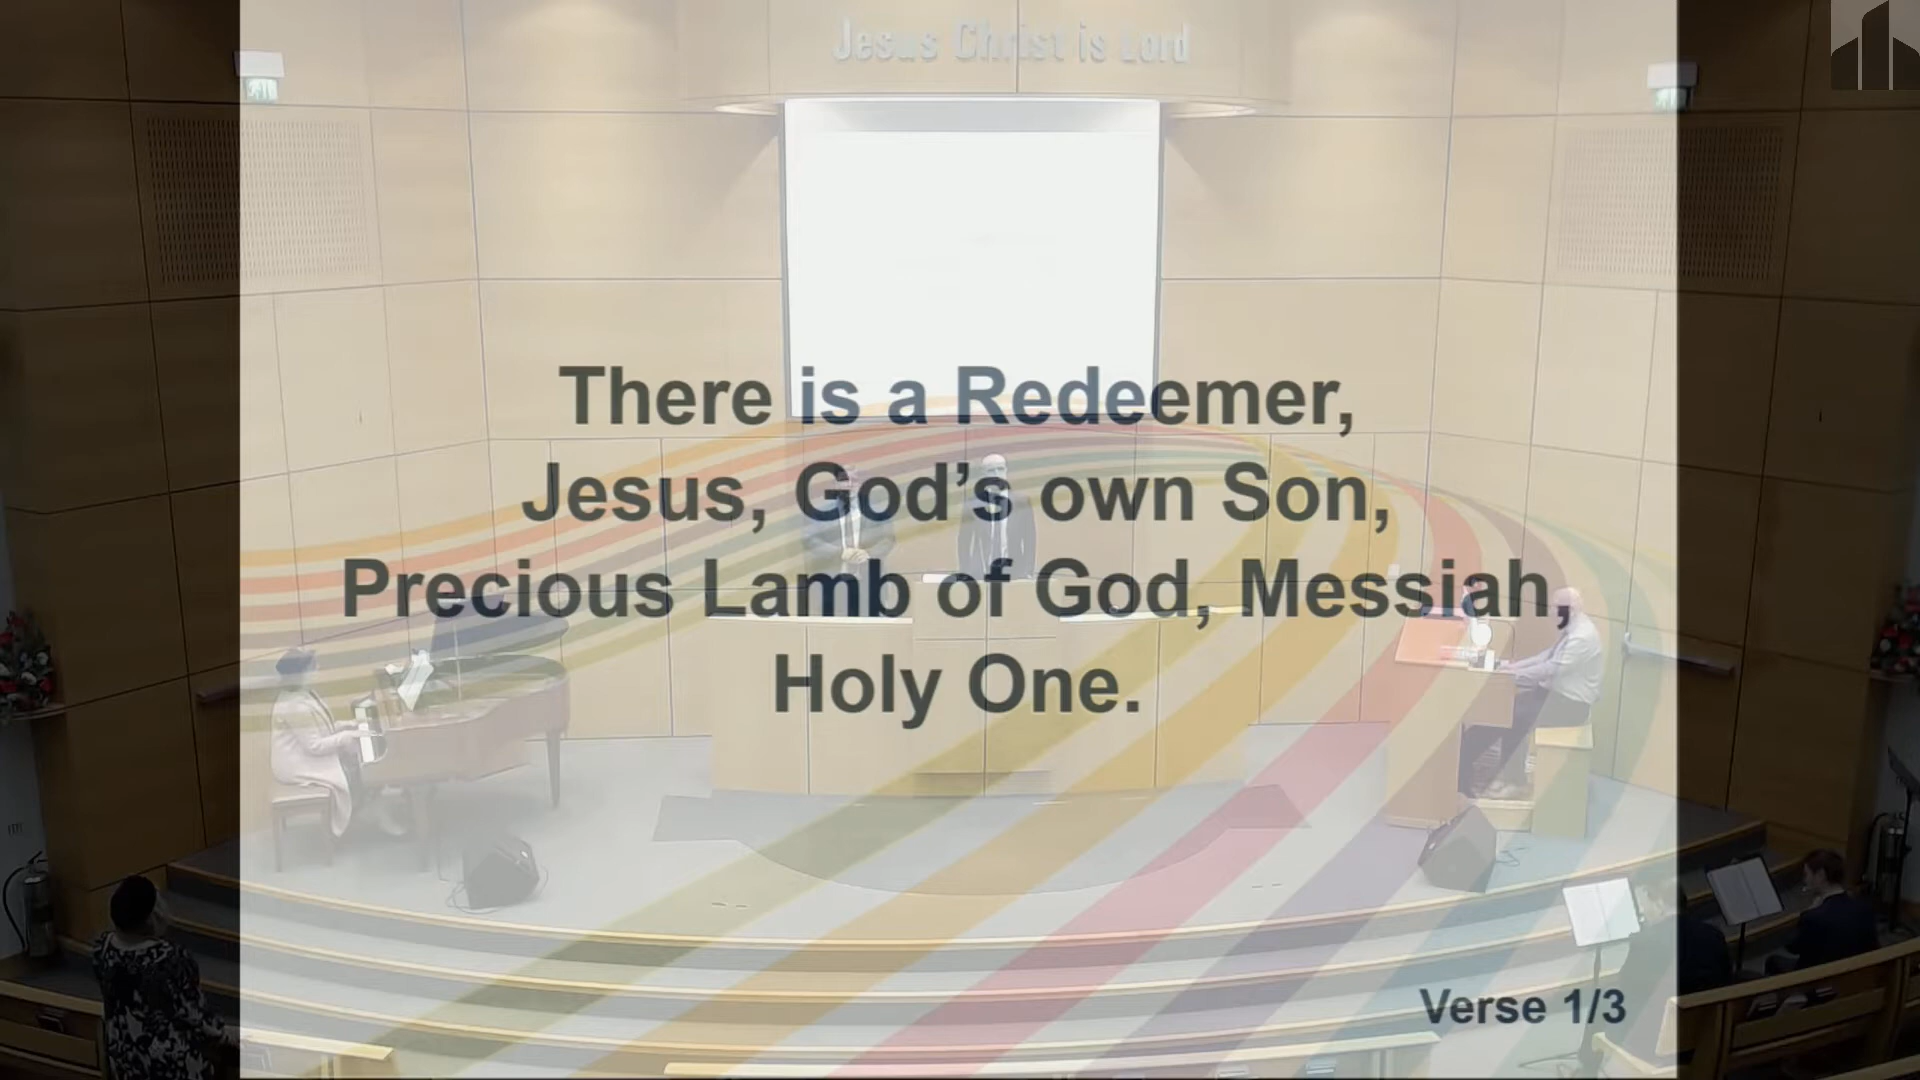 Jesus Christ is Lord
There is a Redeemer,
Jesus, God’s own Son,
Precious Lamb of God, Messiah,
Holy One.
Verse 1/3